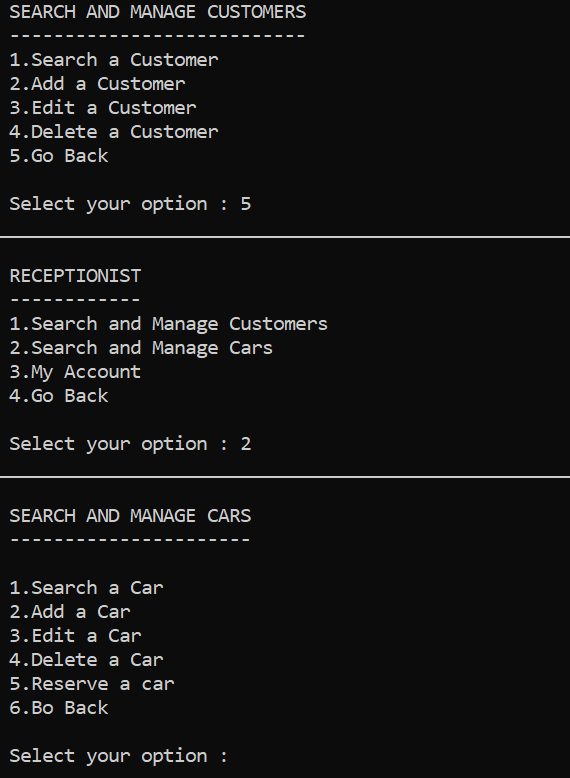 SEARCH AND MANAGE CUSTOMERS
---------------------------
1.Search a Customer
2.Add a Customer
3.Edit a Customer
4.Delete a Customer
5.Go Back
Select your option : 5
RECEPTIONIST
------------
1.Search and Manage Customers
2.Search and Manage Cars
3.My Account
4.Go Back
Select your option : 2
SEARCH AND MANAGE CARS
----------------------
1.Search a Car
2.Add a Car
3.Edit a Car
4.Delete a Car
5.Reserve a car
6.Bo Back
Select your option :